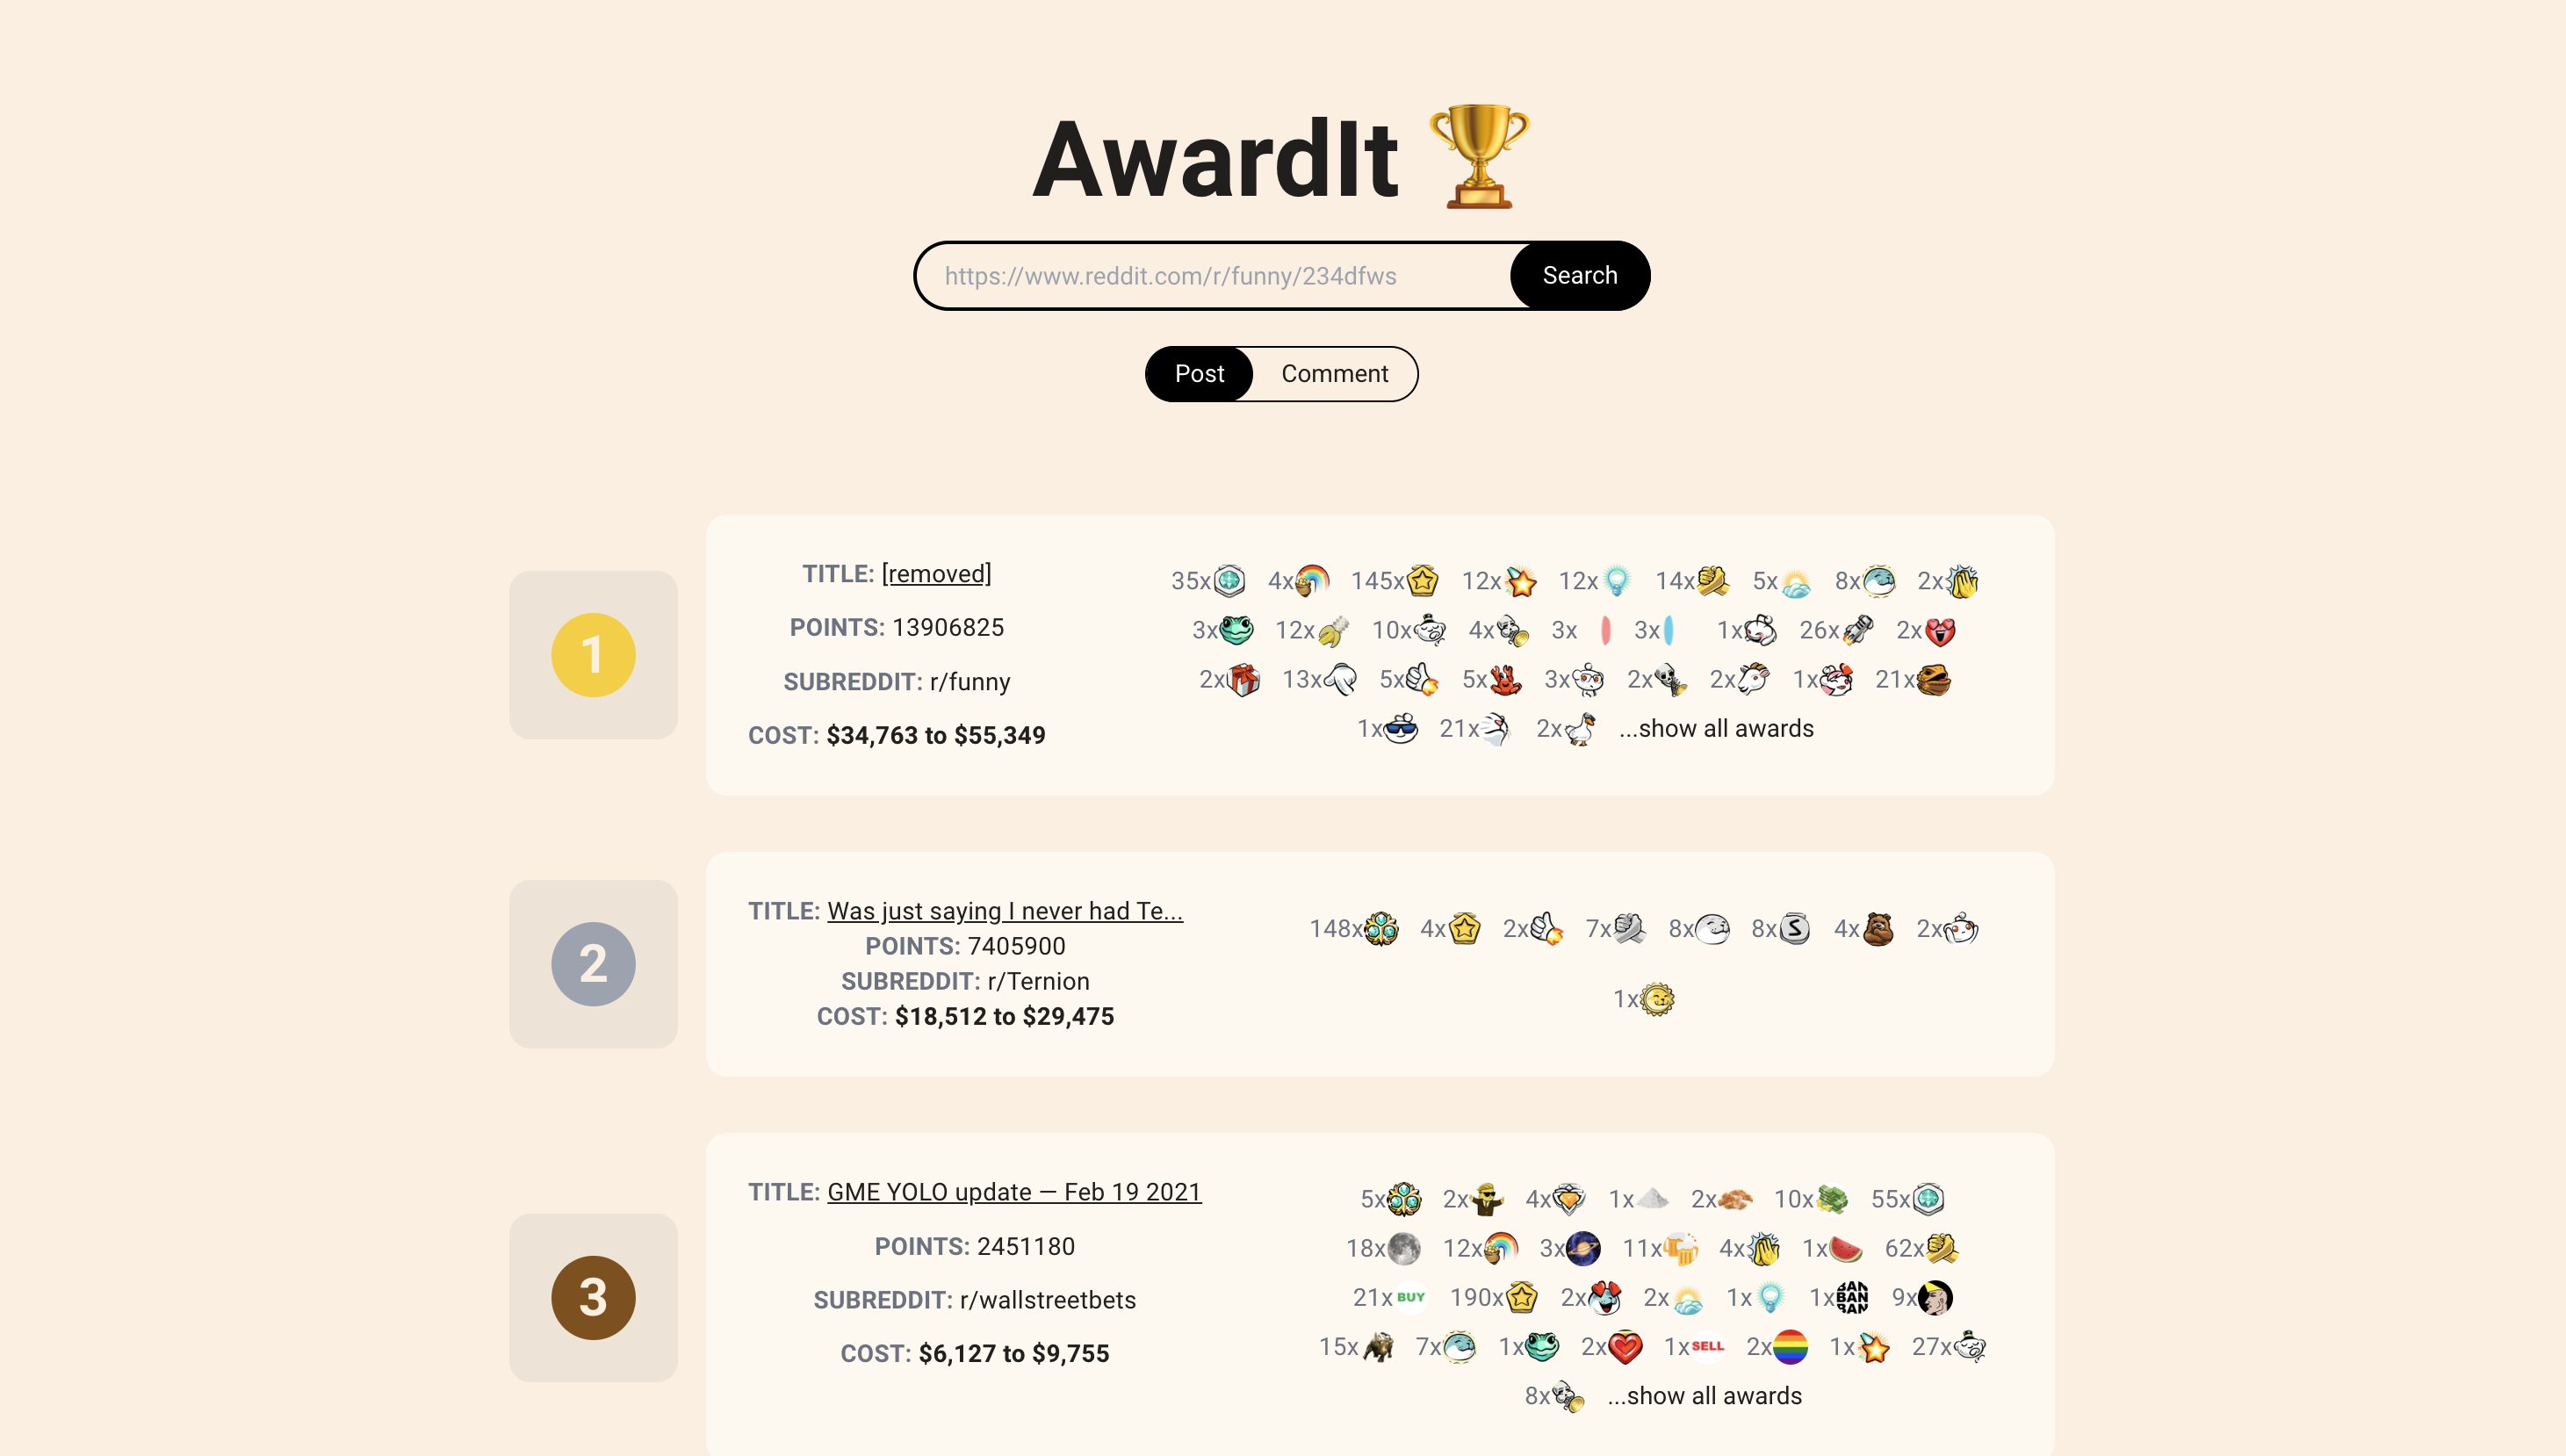 AwardIt
https://www.reddit.com/r/funny/234dfws
Search
Post
Comment
1
TITLE: [removed]
POINTS: 13906825
SUBREDDIT: r/funny
COST: $34,763 to $55,349
35x 4x 145x 12x 12x 14x 5x 8x 2x
3x 12x 10x 4x 3x 3x 1x 26x 2x
2x 13x 5x 5x 3x 2x 2x 1x 21x
1x 21x 2x ...show all awards
2
TITLE: Was just saying I never had Te...
POINTS: 7405900
SUBREDDIT: r/Ternion
COST: $18,512 to $29,475
148x 4x 2x 7x 8x 8x S 4x 2x
1x
3
TITLE: GME YOLO update — Feb 19 2021
POINTS: 2451180
SUBREDDIT: r/wallstreetbets
COST: $6,127 to $9,755
5x 2x 4x 1x 2x 10x 55x
18x 12x 3x 11x 4x 1x 62x
21x BUY 190x 2x 2x 1x 1x BAN BAN BAN 9x
15x 7x 1x 2x 1x SELL 2x 1x 27x
8x ...show all awards